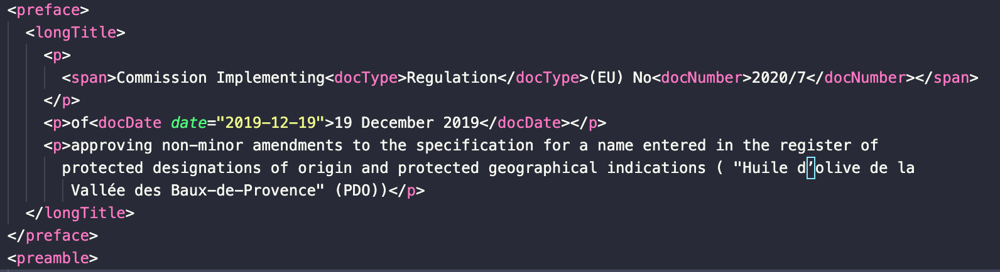 <preface>
<longTitle>
<p>
<span>Commission Implementing<docType>Regulation</docType>(EU) No<docNumber>2020/7</docNumber></span>
</p>
<p>of<docDate date="2019-12-19">19 December 2019</docDate></p>
<p>approving non-minor amendments to the specification for a name entered in the register of
protected designations of origin and protected geographical indications ( "Huile d’olive de la
Vallée des Baux-de-Provence" (PDO))</p>
</longTitle>
</preface>
<preamble>